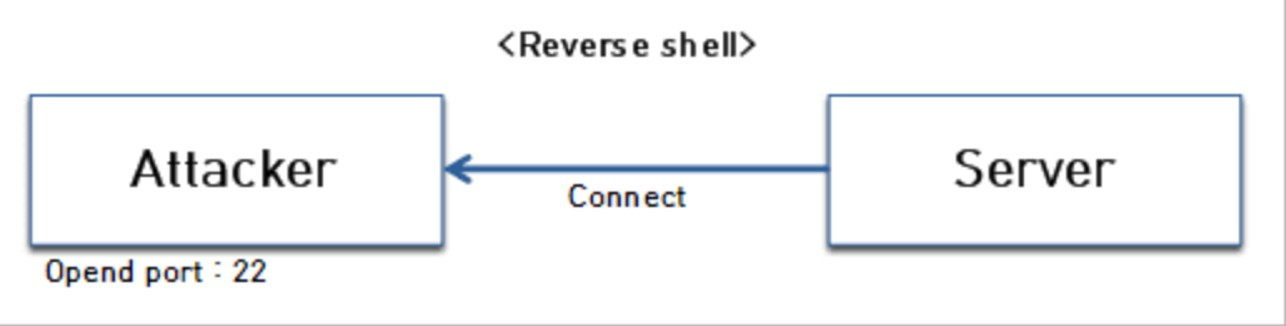 <Reverse shell>
Attacker
Server
Connect
Opend port : 22